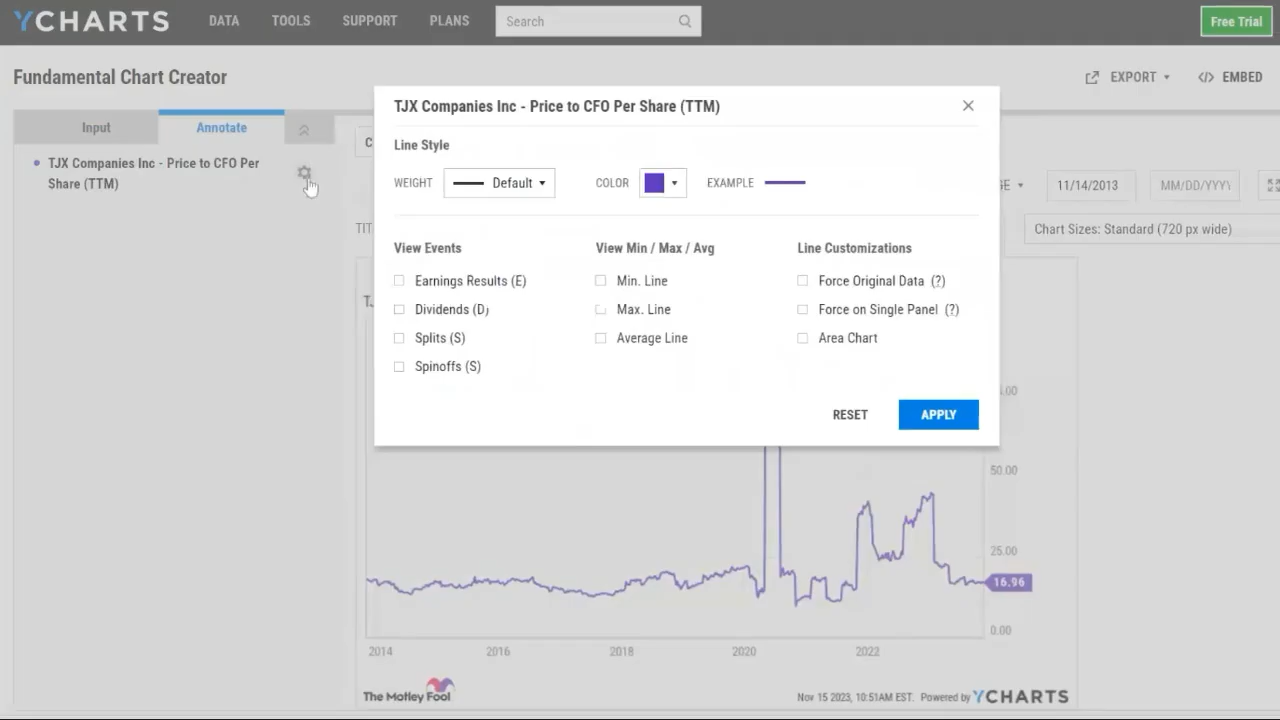 YCHARTS DATA TOOLS SUPPORT PLANS Search Free Trial
Fundamental Chart Creator
EXPORT EMBED
Input Annotate
TJX Companies Inc - Price to CFO Per
Share (TTM)
TJX Companies Inc - Price to CFO Per Share (TTM)
Line Style
WEIGHT Default COLOR EXAMPLE
View Events
Earnings Results (E)
Dividends (D)
Splits (S)
Spinoffs (S)
View Min / Max / Avg
Min. Line
Max. Line
Average Line
Line Customizations
Force Original Data (?)
Force on Single Panel (?)
Area Chart
RESET APPLY
11/14/2013 MM/DD/YYYY
Chart Sizes: Standard (720 px wide)
50.00
25.00
16.96
0.00
2014 2016 2018 2020 2022
The Motley Fool
Nov 15 2023, 10:51AM EST. Powered by YCHARTS